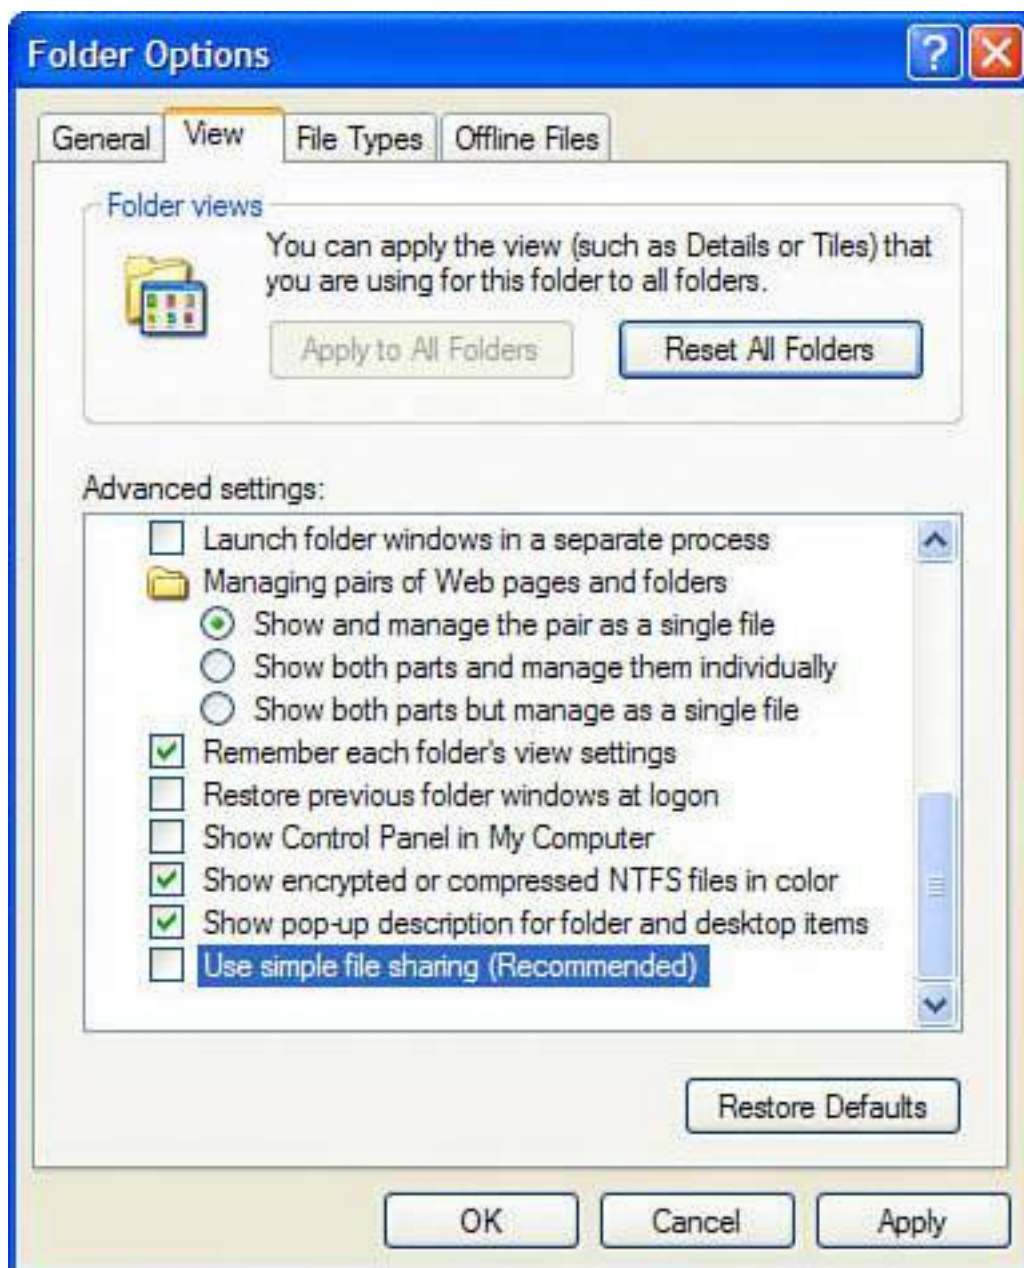 Folder Options
General
View
File Types
Offline Files
Folder views
You can apply the view (such as Details or Tiles) that
you are using for this folder to all folders.
Apply to All Folders
Reset All Folders
Advanced settings:
Launch folder windows in a separate process
Managing pairs of Web pages and folders
Show and manage the pair as a single file
Show both parts and manage them individually
Show both parts but manage as a single file
Remember each folder's view settings
Restore previous folder windows at logon
Show Control Panel in My Computer
Show encrypted or compressed NTFS files in color
Show pop-up description for folder and desktop items
Use simple file sharing (Recommended)
Restore Defaults
OK
Cancel
Apply